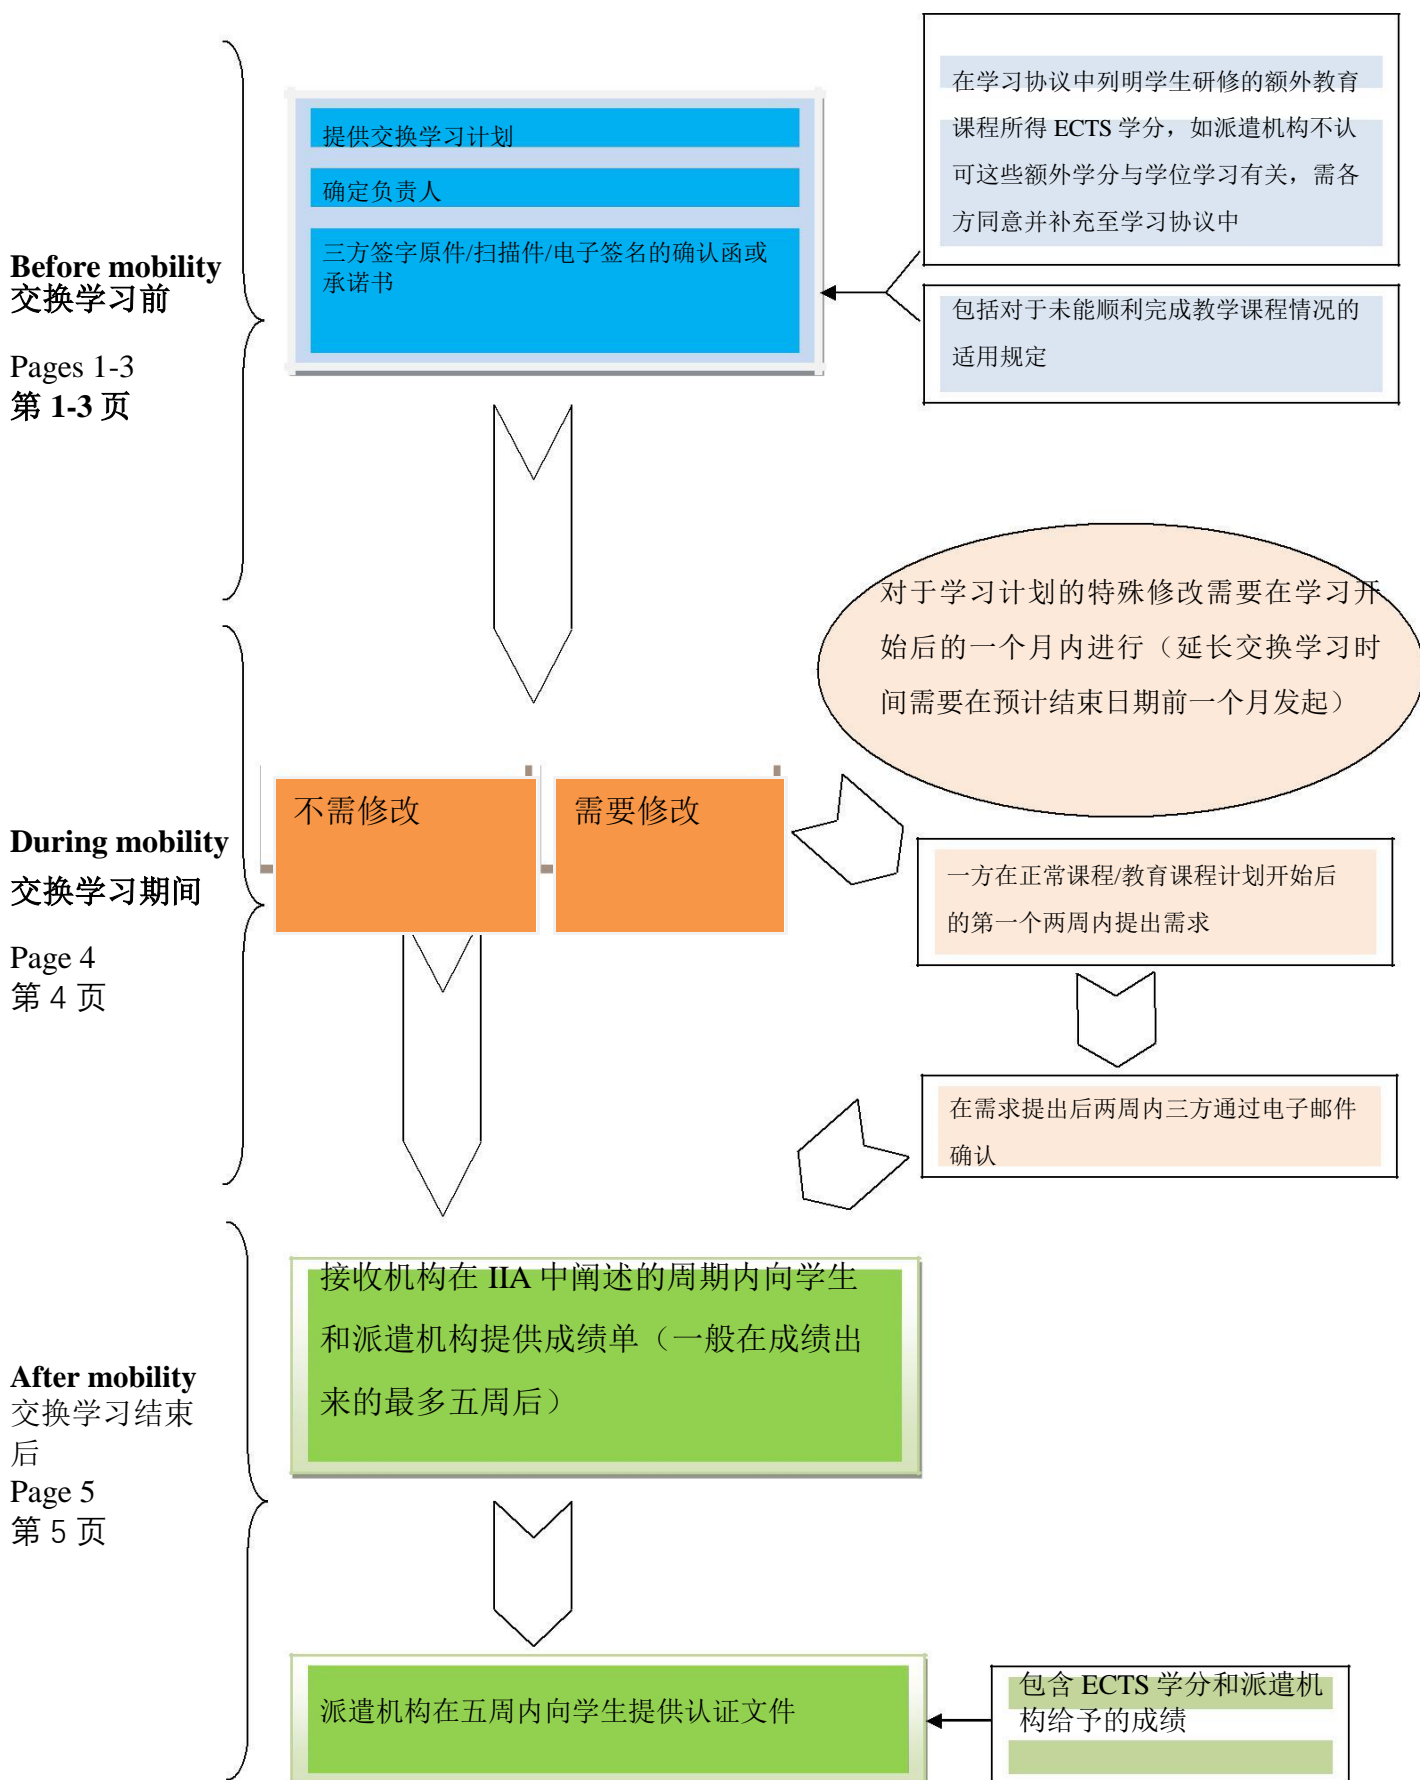 Before mobility
交换学习前
Pages 1-3
第 1-3 页
提供交换学习计划
确定负责人
三方签字原件/扫描件/电子签名的确认函或
承诺书
在学习协议中列明学生研修的额外教育
课程所得 ECTS 学分，如派遣机构不认
可这些额外学分与学位学习有关，需各
方同意并补充至学习协议中
包括对于未能顺利完成教学课程情况的
适用规定
During mobility
交换学习期间
Page 4
第 4 页
不需修改
需要修改
对于学习计划的特殊修改需要在学习开
始后的一个月内进行（延长交换学习时
间需要在预计结束日期前一个月发起）
一方在正常课程/教育课程计划开始后
的第一个两周内提出需求
在需求提出后两周内三方通过电子邮件
确认
After mobility
交换学习结束
后
Page 5
第 5 页
接收机构在 IIA 中阐述的周期内向学生
和派遣机构提供成绩单（一般在成绩出
来的最多五周后）
派遣机构在五周内向学生提供认证文件
包含 ECTS 学分和派遣机
构给予的成绩